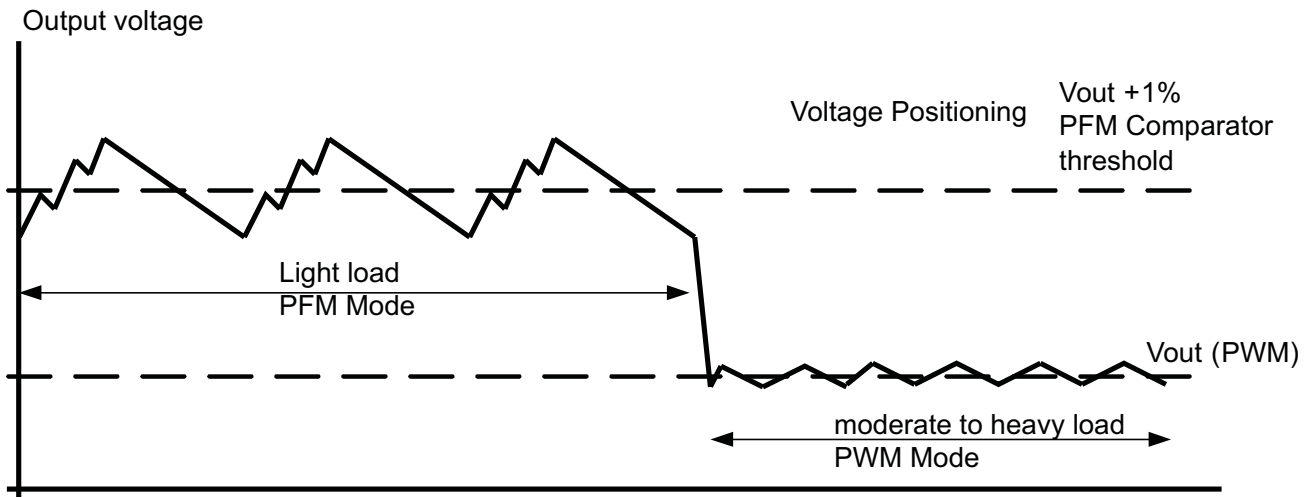 Output voltage
Voltage Positioning
Vout +1%
PFM Comparator
threshold
Light load
PFM Mode
Vout (PWM)
moderate to heavy load
PWM Mode